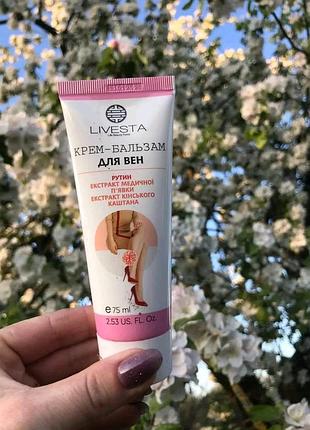 LIVESTA
КРЕМ-БАЛЬЗАМ
ДЛЯ ВЕН
РУТИН
ЕКСТРАКТ МЕДИЧНОЇ
П'ЯВКИ
ЕКСТРАКТ КІНСЬКОГО
КАШТАНА
℮ 75 ml
2.53 US. FL. Oz.